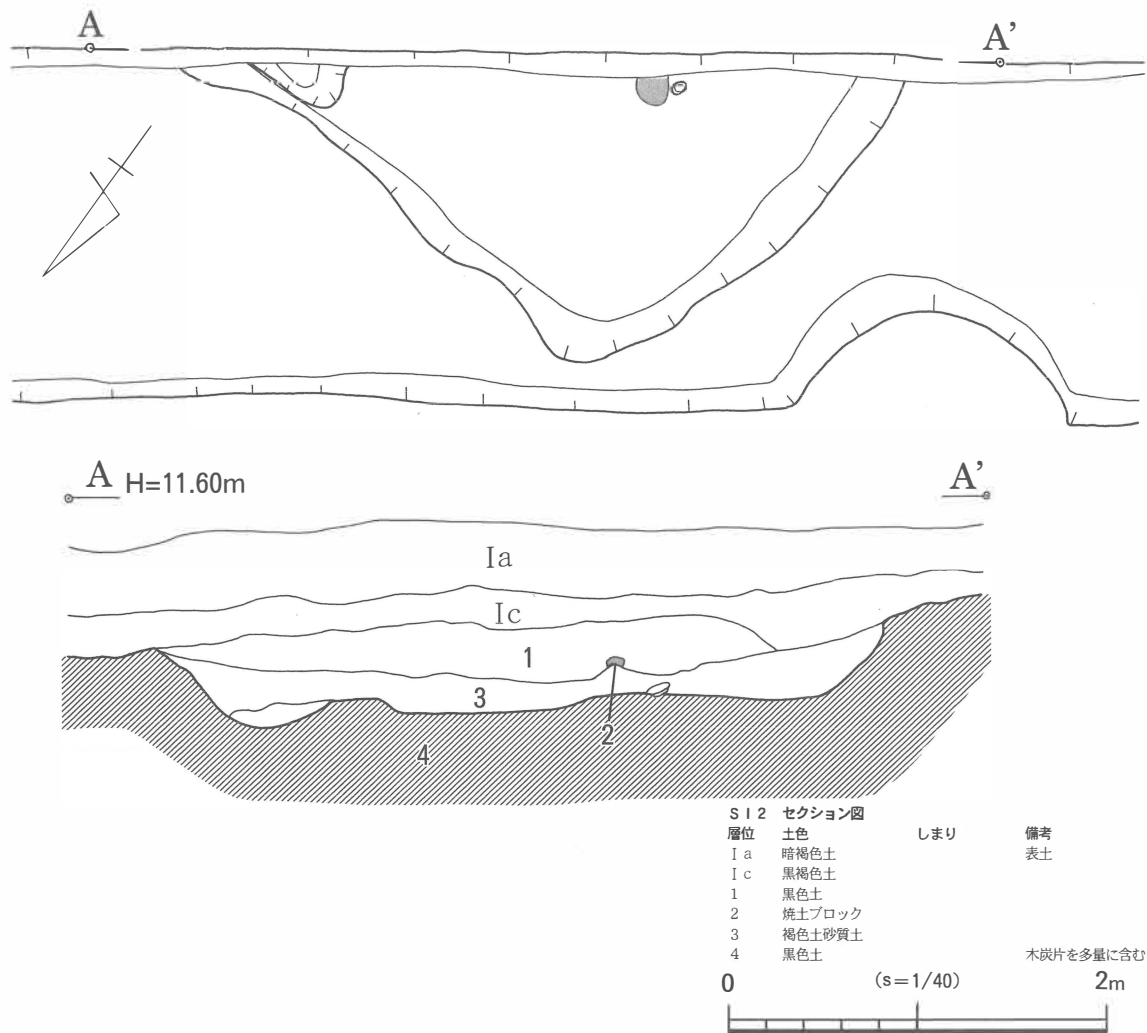 A A’
A H=11.60m A’
Ⅰa
Ⅰc
1
3
2
4
ＳＩ２ セクション図
層位 土色 しまり 備考
Ⅰａ 暗褐色土 表土
Ⅰｃ 黒褐色土
1 黒色土
2 焼土ブロック
3 褐色土砂質土
4 黒色土 木炭片を多量に含む
0 (s＝1/40) 2m